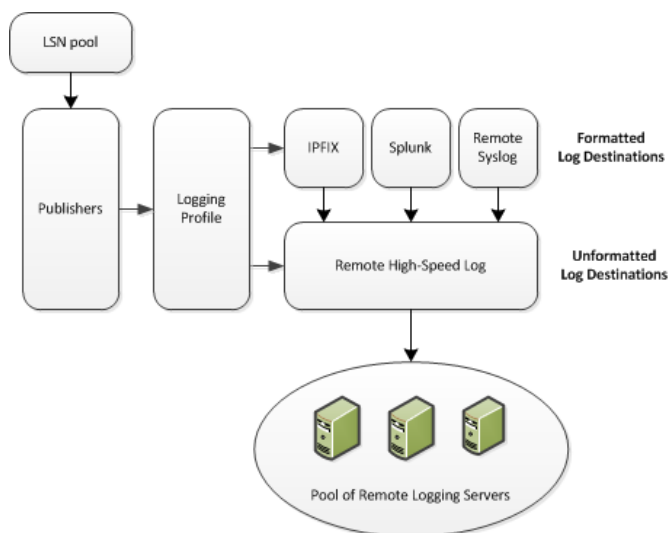 LSN pool
Publishers
Logging
Profile
IPFIX
Splunk
Remote
Syslog
Formatted
Log Destinations
Remote High-Speed Log
Unformatted
Log Destinations
Pool of Remote Logging Servers